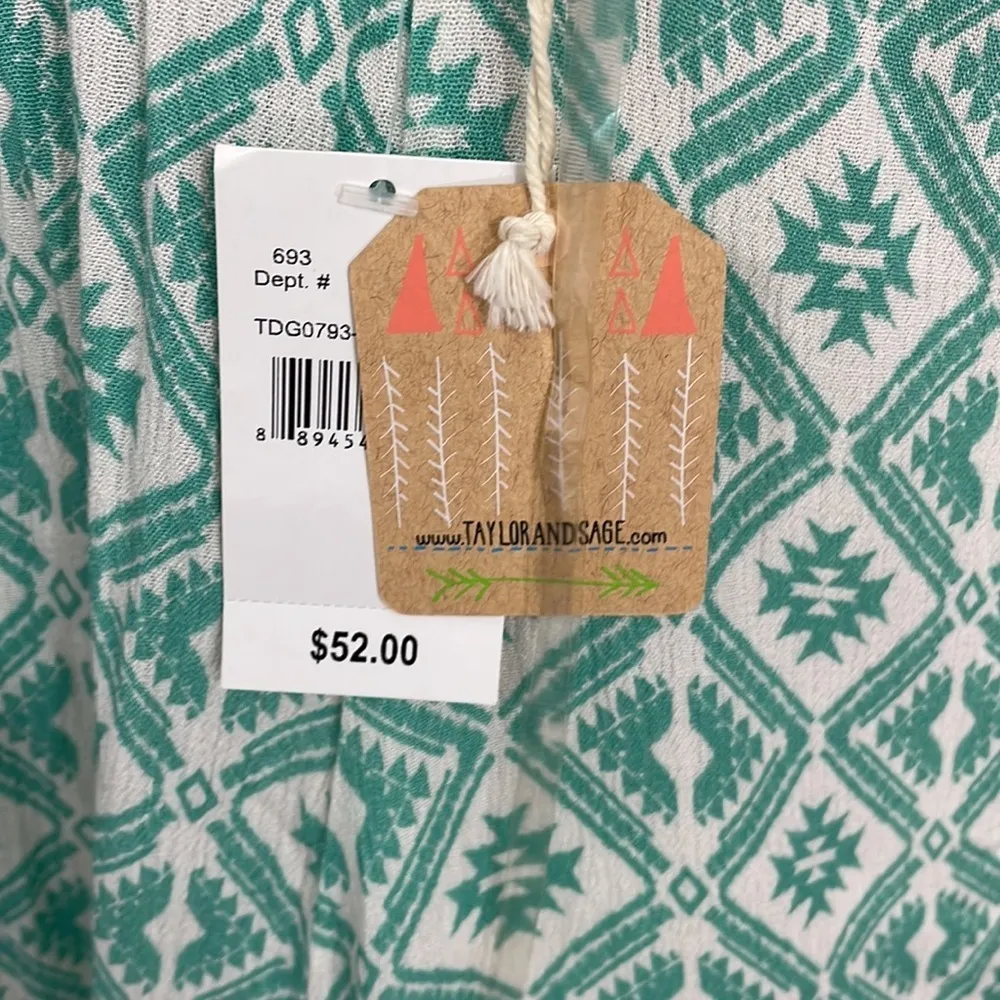 693
Dept. #
TDG0793-
8 89454
www.TAYLORANDSAGE.com
$52.00